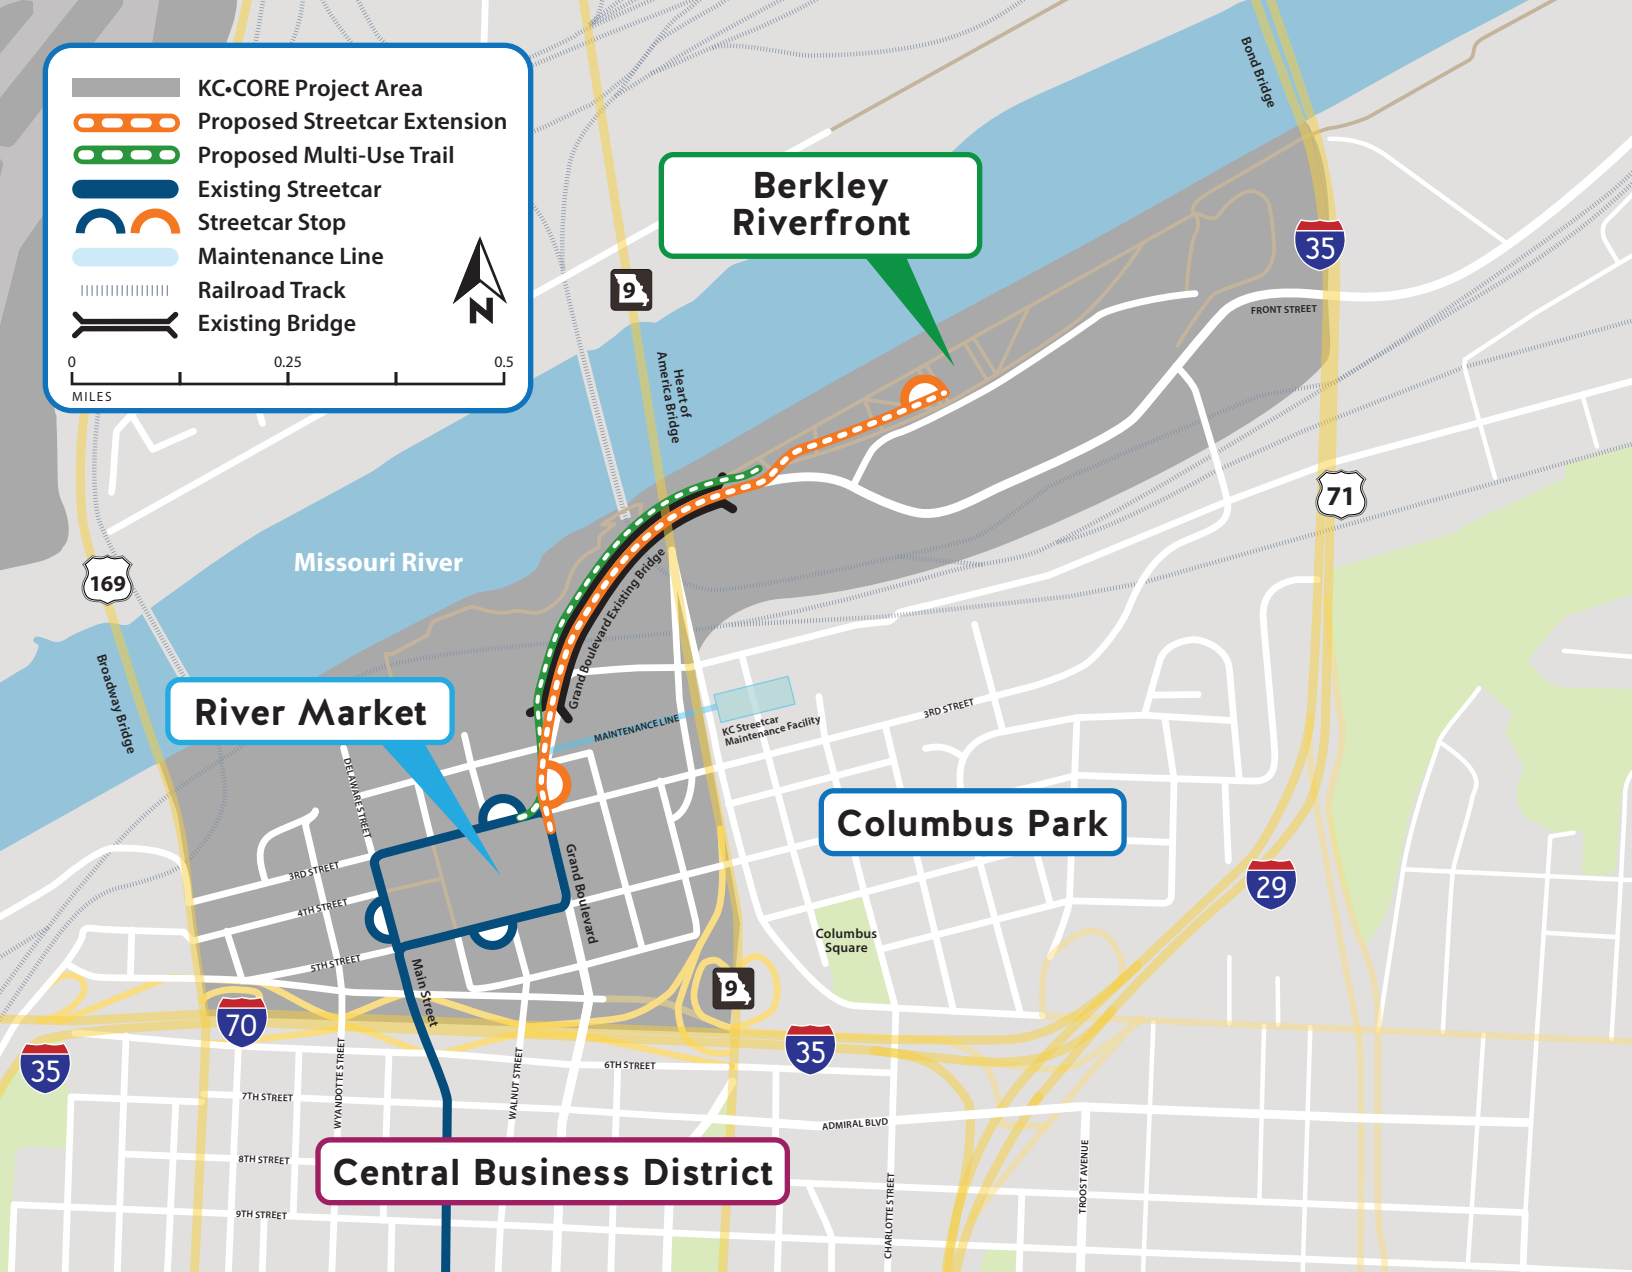 KC•CORE Project Area
Proposed Streetcar Extension
Proposed Multi-Use Trail
Existing Streetcar
Streetcar Stop
Maintenance Line
Railroad Track
Existing Bridge
N
0 0.25 0.5
MILES
Bond Bridge
Berkley
Riverfront
35
9
FRONT STREET
Heart of
America Bridge
71
Missouri River
169
Grand Boulevard Existing Bridge
Broadway Bridge
River Market
MAINTENANCE LINE
KC Streetcar
Maintenance Facility
3RD STREET
DELAWARE STREET
Columbus Park
3RD STREET
4TH STREET
5TH STREET
Grand Boulevard
29
Columbus
Square
Main Street
9
70
35
35
6TH STREET
WYANDOTTE STREET
WALNUT STREET
7TH STREET
ADMIRAL BLVD
8TH STREET
Central Business District
9TH STREET
CHARLOTTE STREET
TROOST AVENUE